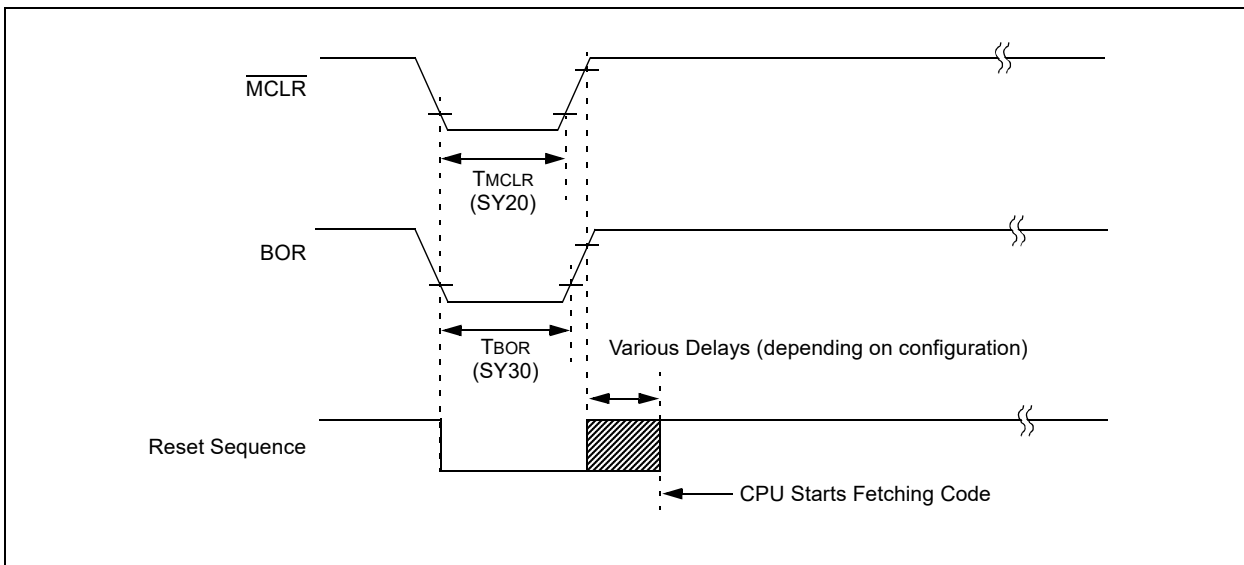 MCLR
TMCLR
(SY20)
BOR
TBOR
(SY30)
Various Delays (depending on configuration)
Reset Sequence
CPU Starts Fetching Code